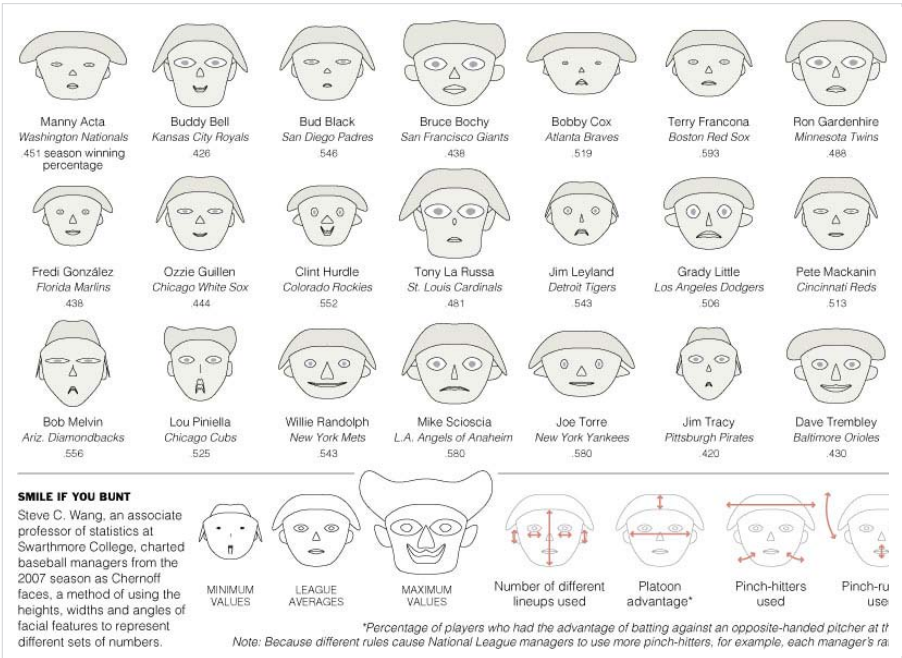 Manny Acta
Washington Nationals
.451 season winning
percentage
Buddy Bell
Kansas City Royals
.426
Bud Black
San Diego Padres
.546
Bruce Bochy
San Francisco Giants
.438
Bobby Cox
Atlanta Braves
.519
Terry Francona
Boston Red Sox
.593
Ron Gardenhire
Minnesota Twins
.488
Fredi González
Florida Marlins
.438
Ozzie Guillen
Chicago White Sox
.444
Clint Hurdle
Colorado Rockies
.552
Tony La Russa
St. Louis Cardinals
.481
Jim Leyland
Detroit Tigers
.543
Grady Little
Los Angeles Dodgers
.506
Pete Mackanin
Cincinnati Reds
.513
Bob Melvin
Ariz. Diamondbacks
.556
Lou Piniella
Chicago Cubs
.525
Willie Randolph
New York Mets
.543
Mike Scioscia
L.A. Angels of Anaheim
.580
Joe Torre
New York Yankees
.580
Jim Tracy
Pittsburgh Pirates
.420
Dave Trembley
Baltimore Orioles
.430
SMILE IF YOU BUNT
Steve C. Wang, an associate
professor of statistics at
Swarthmore College, charted
baseball managers from the
2007 season as Chernoff
faces, a method of using the
heights, widths and angles of
facial features to represent
different sets of numbers.
MINIMUM
VALUES
LEAGUE
AVERAGES
MAXIMUM
VALUES
Number of different
lineups used
Platoon
advantage*
Pinch-hitters
used
Pinch-ru
use
*Percentage of players who had the advantage of batting against an opposite-handed pitcher at th
Note: Because different rules cause National League managers to use more pinch-hitters, for example, each manager's ra